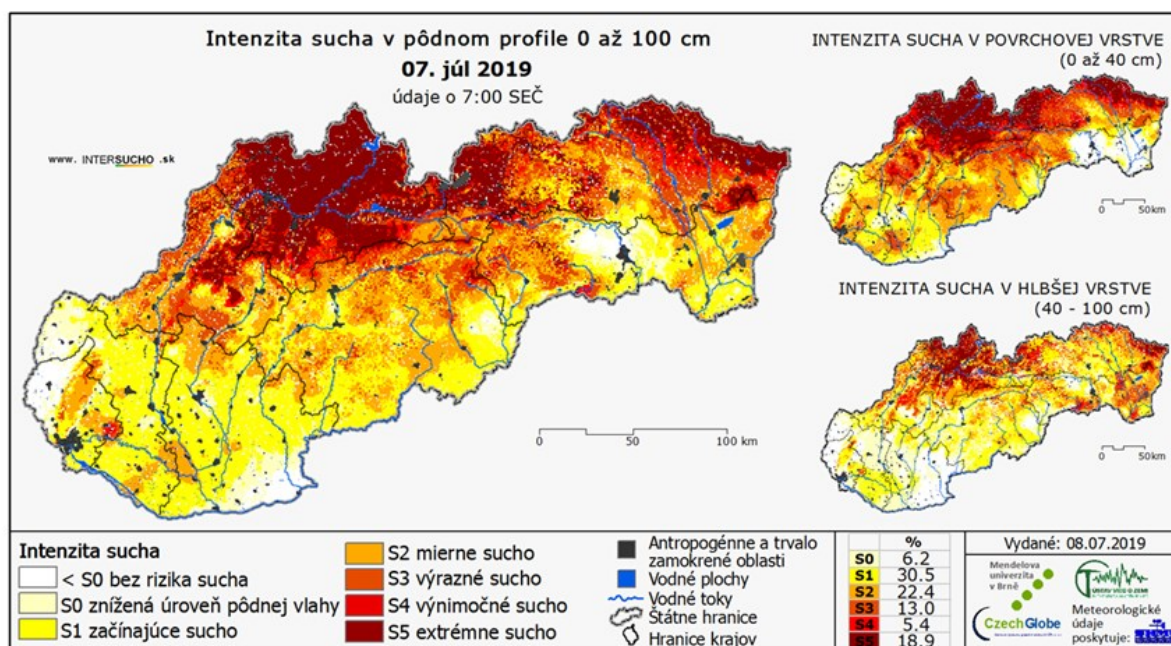 Intenzita sucha v pôdnom profile 0 až 100 cm
07. júl 2019
údaje o 7:00 SEČ
www. INTERSUCHO .sk
0 50 100 km
INTENZITA SUCHA V POVRCHOVEJ VRSTVE
(0 až 40 cm)
0 50km
INTENZITA SUCHA V HLBŠEJ VRSTVE
(40 - 100 cm)
0 50km
Intenzita sucha
< S0 bez rizika sucha
S0 znížená úroveň pôdnej vlahy
S1 začínajúce sucho
S2 mierne sucho
S3 výrazné sucho
S4 výnimočné sucho
S5 extrémne sucho
Antropogénne a trvalo
zamokrené oblasti
Vodné plochy
Vodné toky
Štátne hranice
Hranice krajov
%
S0 6.2
S1 30.5
S2 22.4
S3 13.0
S4 5.4
S5 18.9
Vydané: 08.07.2019
Mendelova
univerzita
v Brně
CzechGlobe
Meteorologické
údaje
poskytuje: